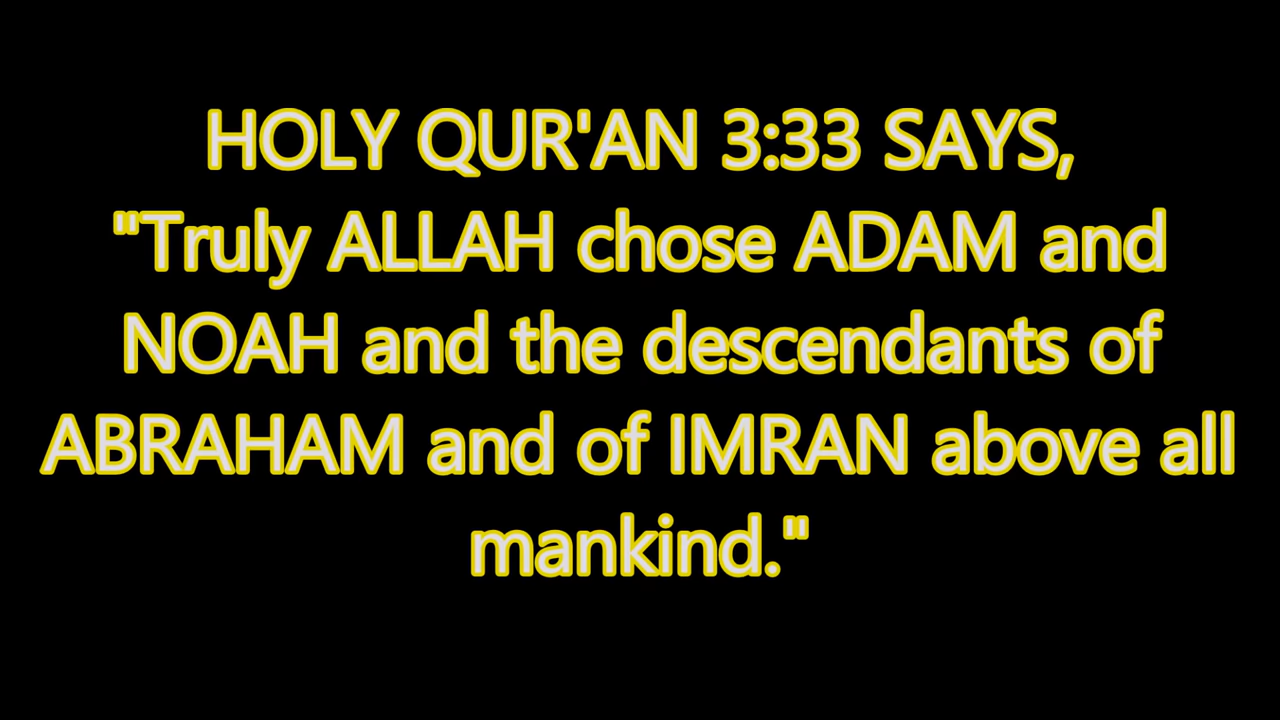 HOLY QUR'AN 3:33 SAYS,
"Truly ALLAH chose ADAM and
NOAH and the descendants of
ABRAHAM and of IMRAN above all
mankind."